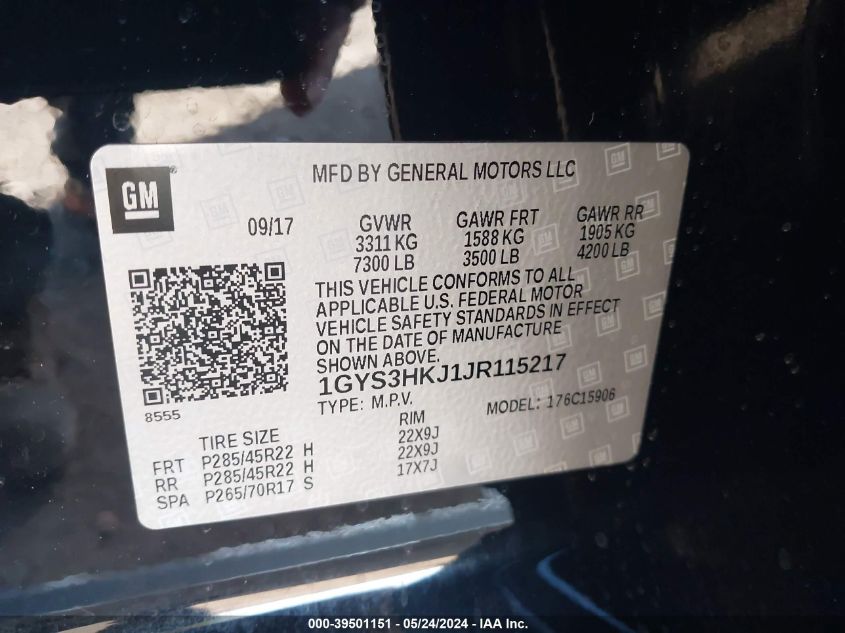 GM
MFD BY GENERAL MOTORS LLC
09/17
GVWR GAWR FRT GAWR RR
3311 KG 1588 KG 1905 KG
7300 LB 3500 LB 4200 LB
THIS VEHICLE CONFORMS TO ALL
APPLICABLE U.S. FEDERAL MOTOR
VEHICLE SAFETY STANDARDS IN EFFECT
ON THE DATE OF MANUFACTURE
SHOWN ABOVE.
1GYS3HKJ1JR115217
TYPE: M.P.V. MODEL: 176C15906
8555
TIRE SIZE RIM
FRT P285/45R22 H 22X9J
RR P285/45R22 H 22X9J
SPA P265/70R17 S 17X7J
000-39501151 — 05/24/2024 — IAA Inc.